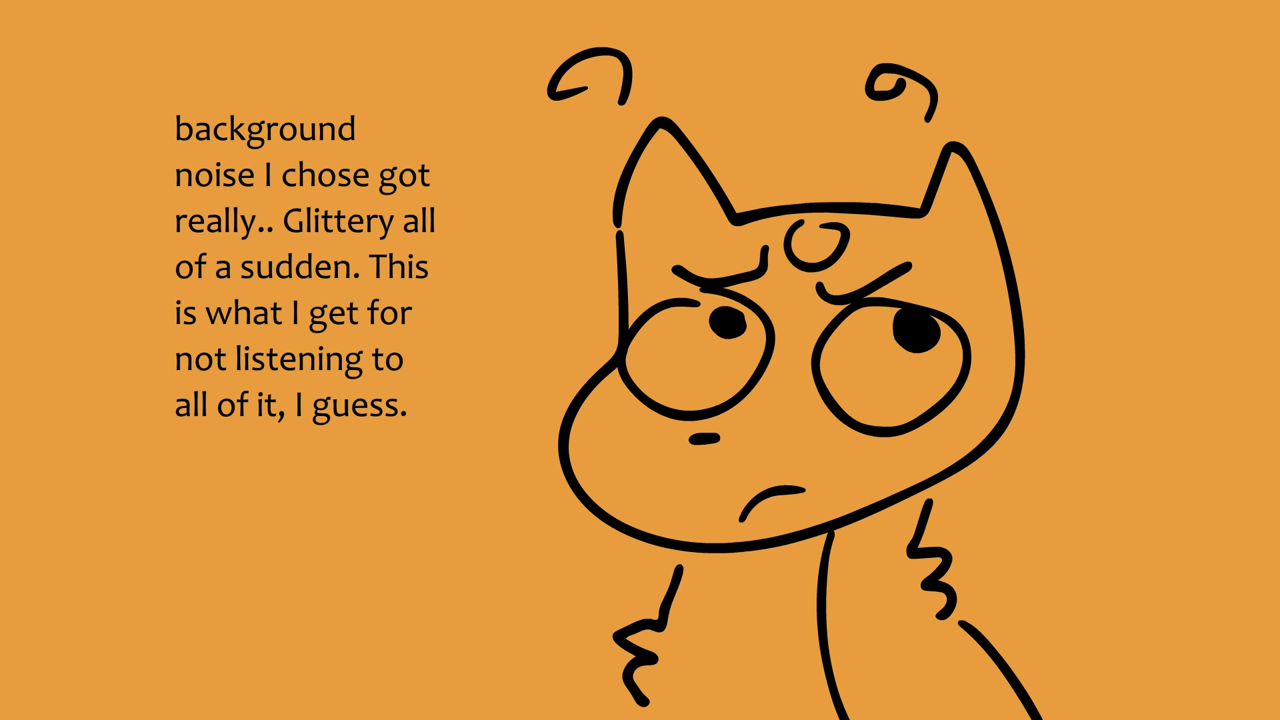 background
noise I chose got
really.. Glittery all
of a sudden. This
is what I get for
not listening to
all of it, I guess.